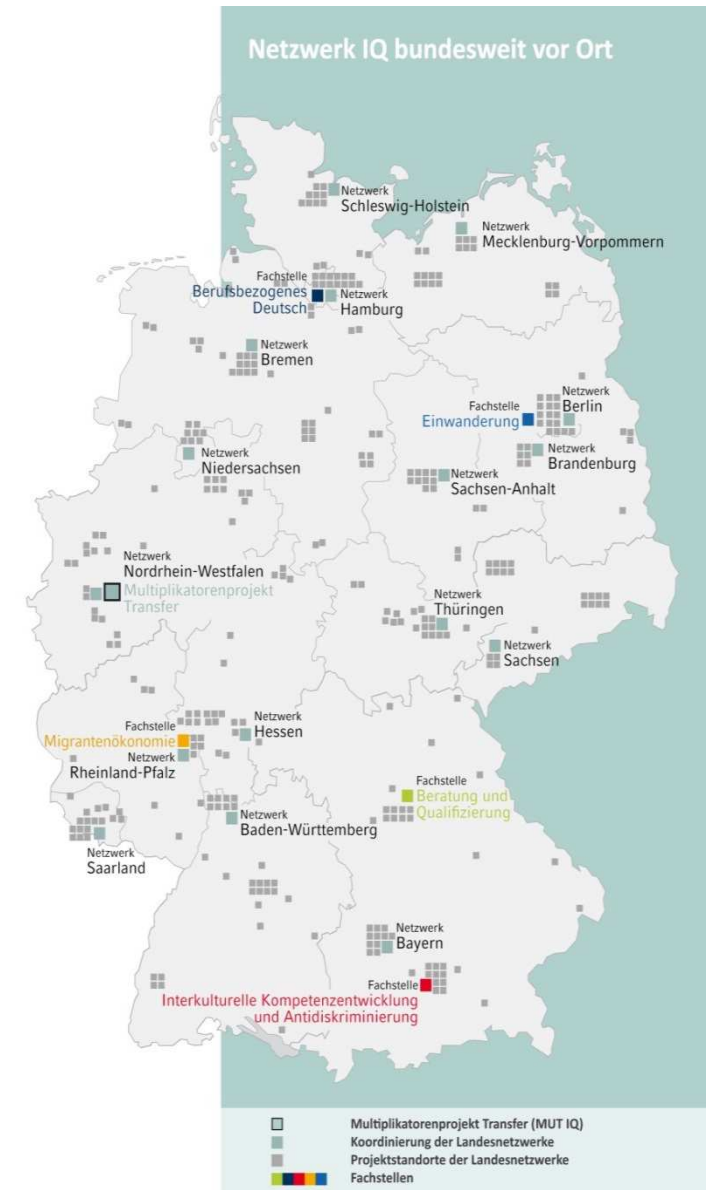 Netzwerk IQ bundesweit vor Ort
Netzwerk
Schleswig-Holstein
Netzwerk
Mecklenburg-Vorpommern
Fachstelle
Berufsbezogenes
Deutsch
Netzwerk
Hamburg
Netzwerk
Bremen
Netzwerk
Berlin
Fachstelle
Einwanderung
Netzwerk
Brandenburg
Netzwerk
Niedersachsen
Netzwerk
Sachsen-Anhalt
Netzwerk
Nordrhein-Westfalen
Multiplikatorenprojekt
Transfer
Netzwerk
Thüringen
Netzwerk
Sachsen
Netzwerk
Hessen
Fachstelle
Migrantenökonomie
Netzwerk
Rheinland-Pfalz
Fachstelle
Beratung und
Qualifizierung
Netzwerk
Baden-Württemberg
Netzwerk
Saarland
Netzwerk
Bayern
Fachstelle
Interkulturelle Kompetenzentwicklung
und Antidiskriminierung
Multiplikatorenprojekt Transfer (MUT IQ)
Koordinierung der Landesnetzwerke
Projektstandorte der Landesnetzwerke
Fachstellen